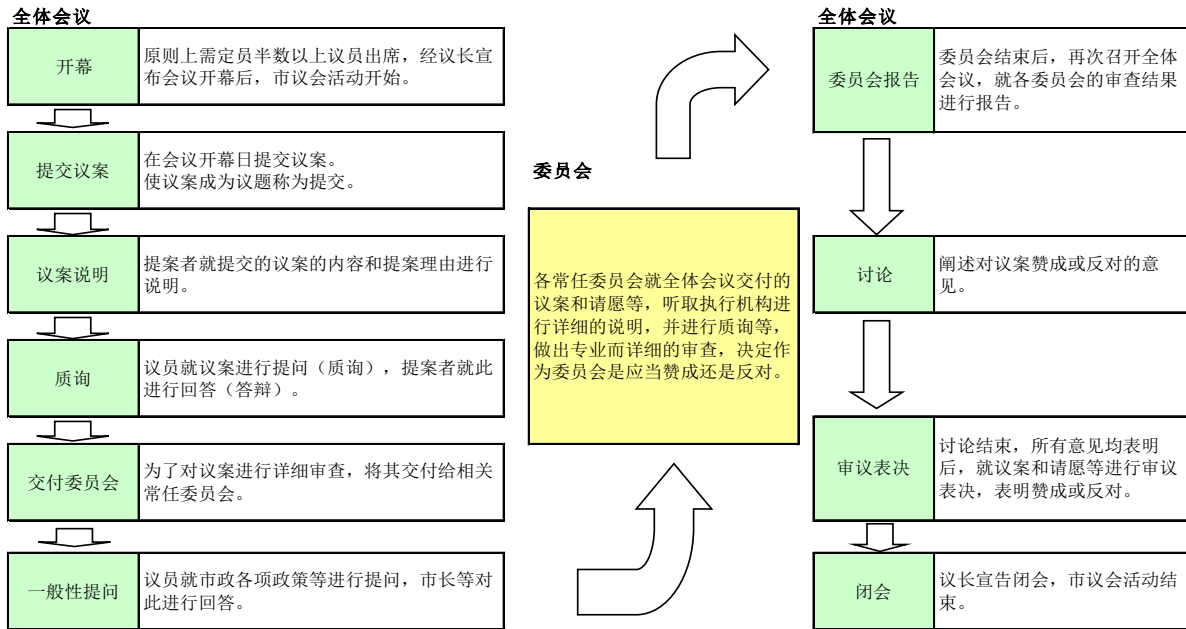 全体会议
开幕
原则上需定员半数以上议员出席，经议长宣
布会议开幕后，市议会活动开始。
提交议案
在会议开幕日提交议案。
使议案成为议题称为提交。
议案说明
提案者就提交的议案的内容和提案理由进行
说明。
质询
议员就议案进行提问（质询），提案者就此
进行回答（答辩）。
交付委员会
为了对议案进行详细审查，将其交付给相关
常任委员会。
一般性提问
议员就市政各项政策等进行提问，市长等对
此进行回答。
委员会
各常任委员会就全体会议交付的
议案和请愿等，听取执行机构进
行详细的说明，并进行质询等，
做出专业而详细的审查，决定作
为委员会是应当赞成还是反对。
全体会议
委员会报告
委员会结束后，再次召开全体
会议，就各委员会的审查结果
进行报告。
讨论
阐述对议案赞成或反对的意
见。
审议表决
讨论结束，所有意见均表明
后，就议案和请愿等进行审议
表决，表明赞成或反对。
闭会
议长宣告闭会，市议会活动结
束。